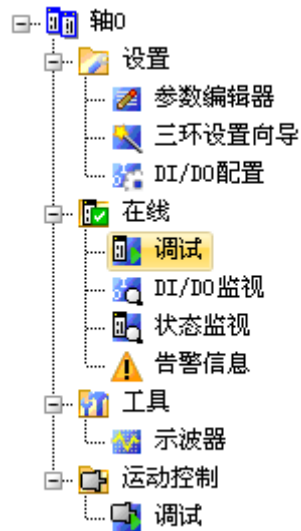 轴0
设置
参数编辑器
三环设置向导
DI/DO配置
在线
调试
DI/DO监视
状态监视
告警信息
工具
示波器
运动控制
调试